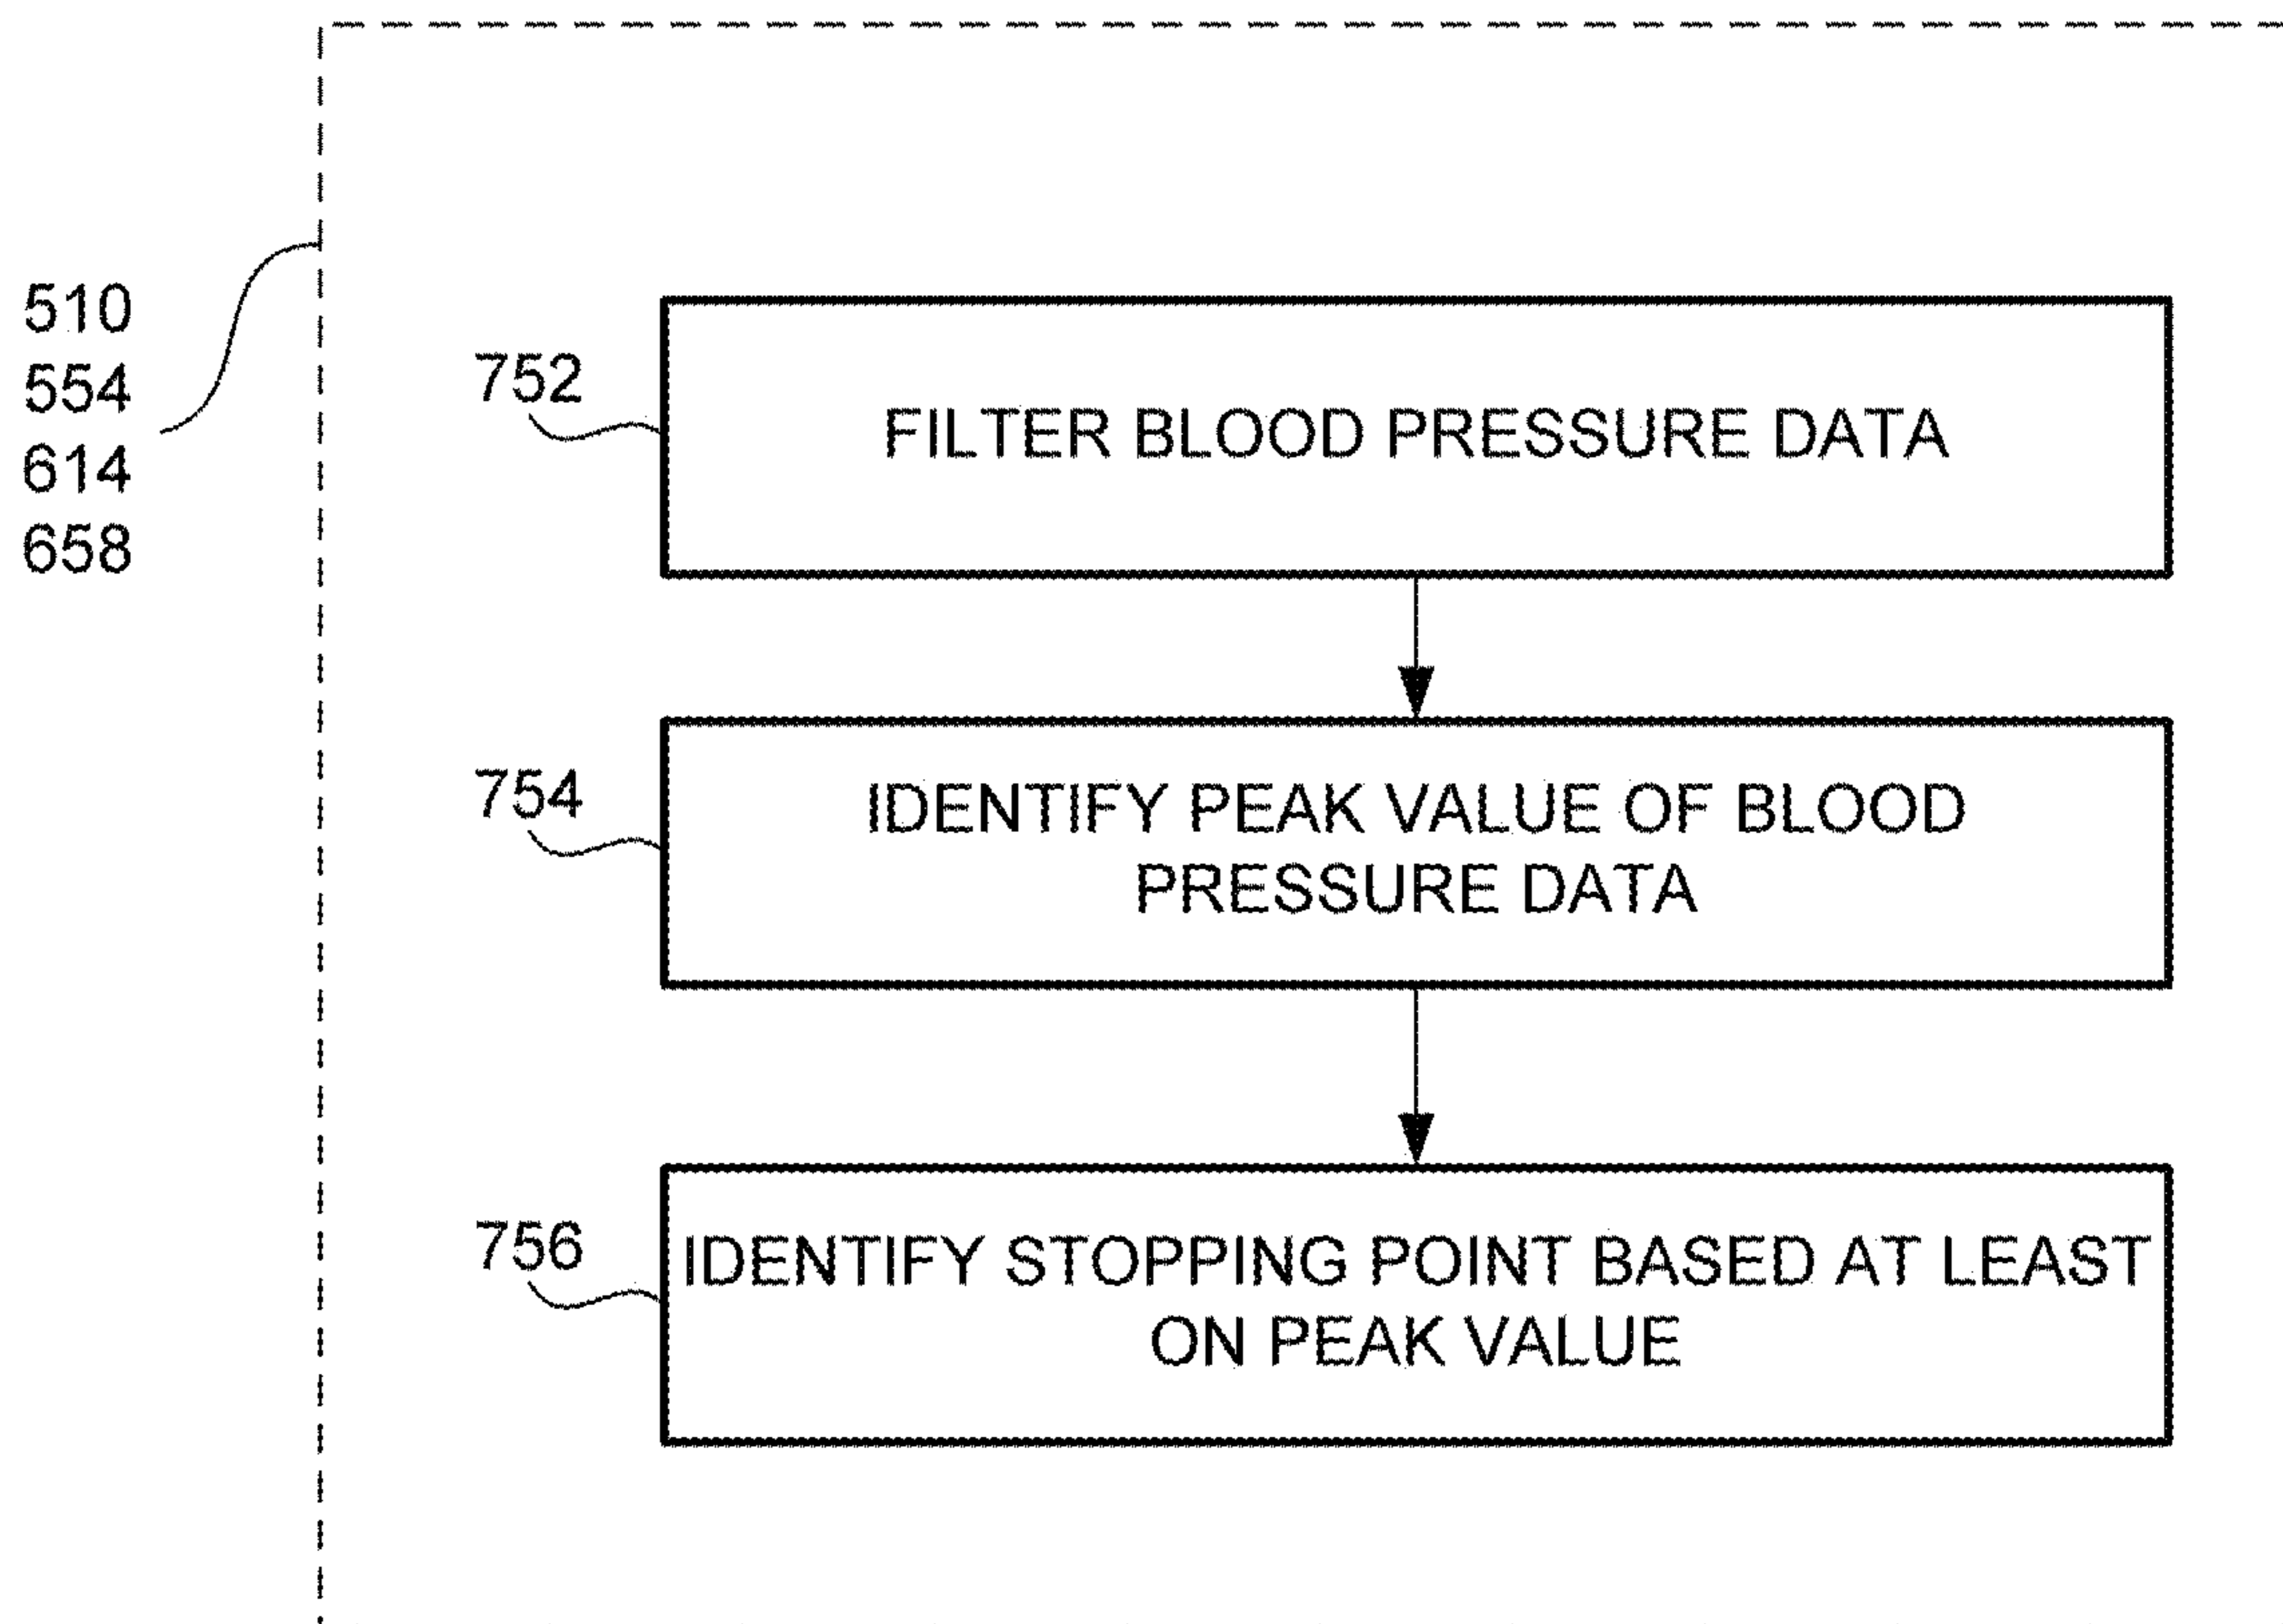 510
554
614
658
752
FILTER BLOOD PRESSURE DATA
754
IDENTIFY PEAK VALUE OF BLOOD
PRESSURE DATA
756
IDENTIFY STOPPING POINT BASED AT LEAST
ON PEAK VALUE